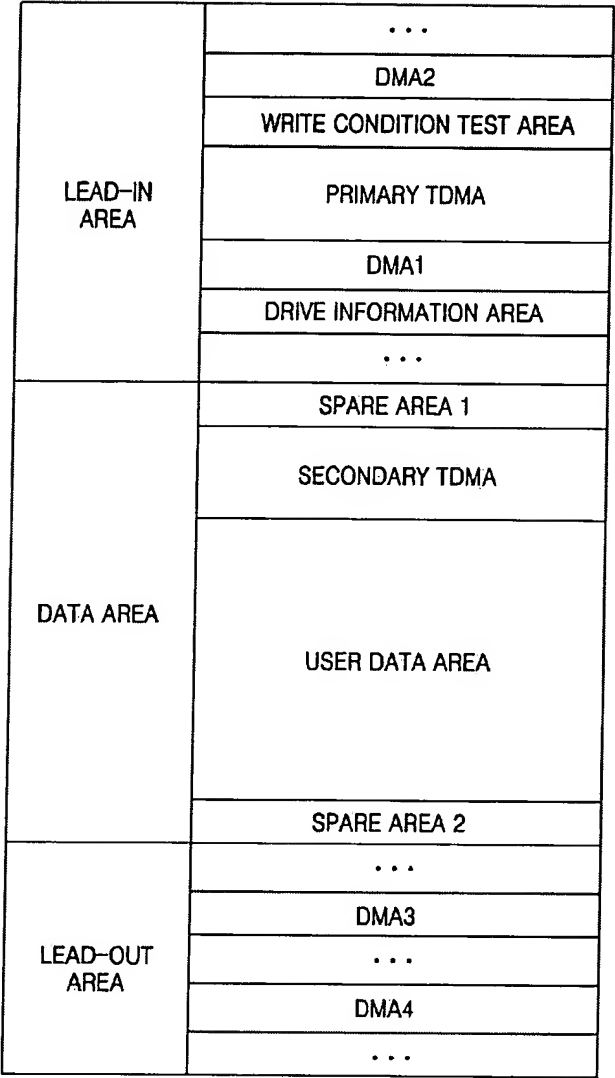 . . .
DMA2
WRITE CONDITION TEST AREA
LEAD-IN
AREA
PRIMARY TDMA
DMA1
DRIVE INFORMATION AREA
. . .
SPARE AREA 1
SECONDARY TDMA
DATA AREA
USER DATA AREA
SPARE AREA 2
. . .
DMA3
LEAD-OUT
AREA
. . .
DMA4
. . .